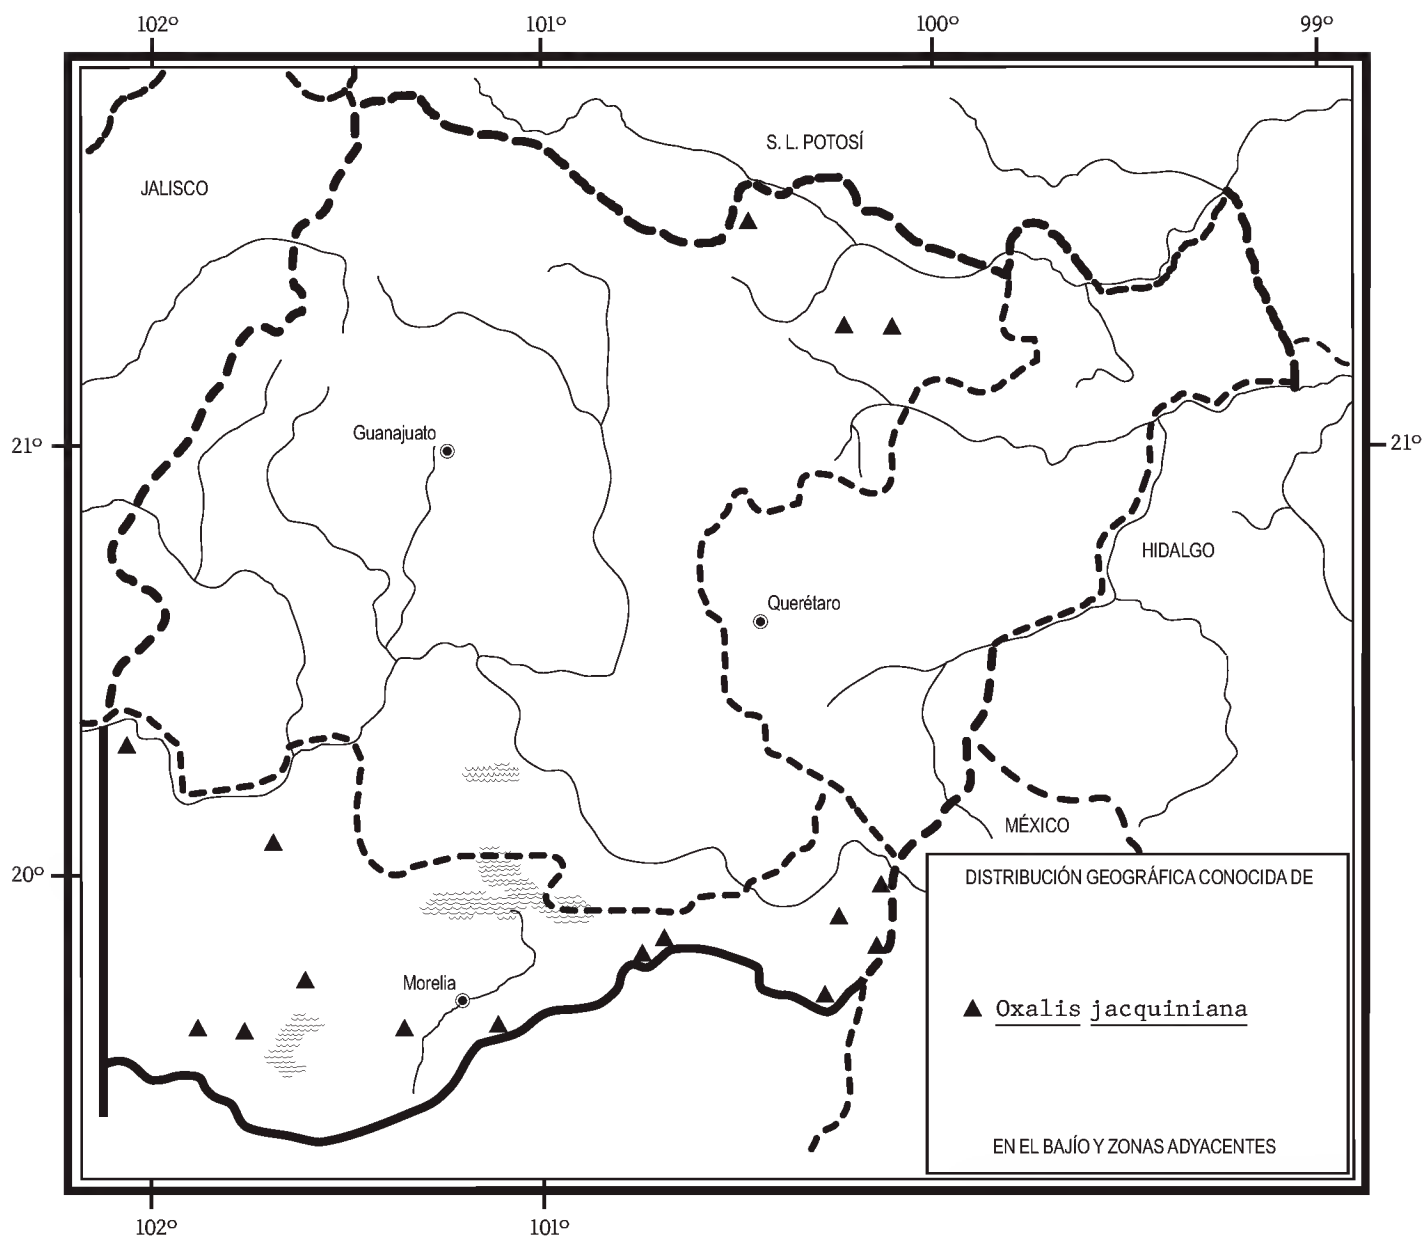 102º 101º 100º 99º
S. L. POTOSÍ
JALISCO
Guanajuato
21º 21º
HIDALGO
Querétaro
MÉXICO
20º
DISTRIBUCIÓN GEOGRÁFICA CONOCIDA DE
Morelia
Oxalis jacquiniana
EN EL BAJÍO Y ZONAS ADYACENTES
102º 101º